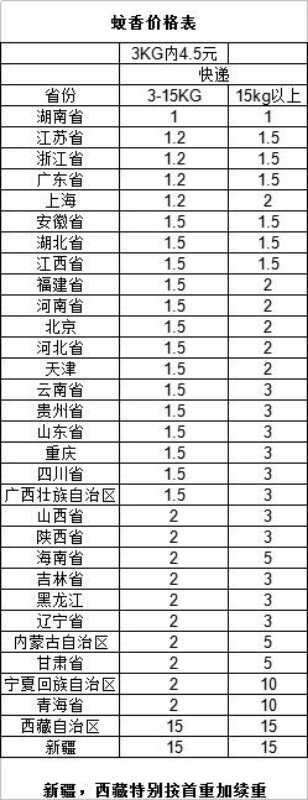 蚊香价格表
3KG内4.5元
快递
省份 3-15KG 15kg以上
湖南省 1 1
江苏省 1.2 1.5
浙江省 1.2 1.5
广东省 1.2 1.5
上海 1.2 2
安徽省 1.5 1.5
湖北省 1.5 1.5
江西省 1.5 1.5
福建省 1.5 2
河南省 1.5 2
北京 1.5 2
河北省 1.5 2
天津 1.5 2
云南省 1.5 3
贵州省 1.5 3
山东省 1.5 3
重庆 1.5 3
四川省 1.5 3
广西壮族自治区 1.5 3
山西省 2 3
陕西省 2 3
海南省 2 5
吉林省 2 3
黑龙江 2 3
辽宁省 2 3
内蒙古自治区 2 5
甘肃省 2 5
宁夏回族自治区 2 10
青海省 2 10
西藏自治区 15 15
新疆 15 15
新疆，西藏特别按首重加续重